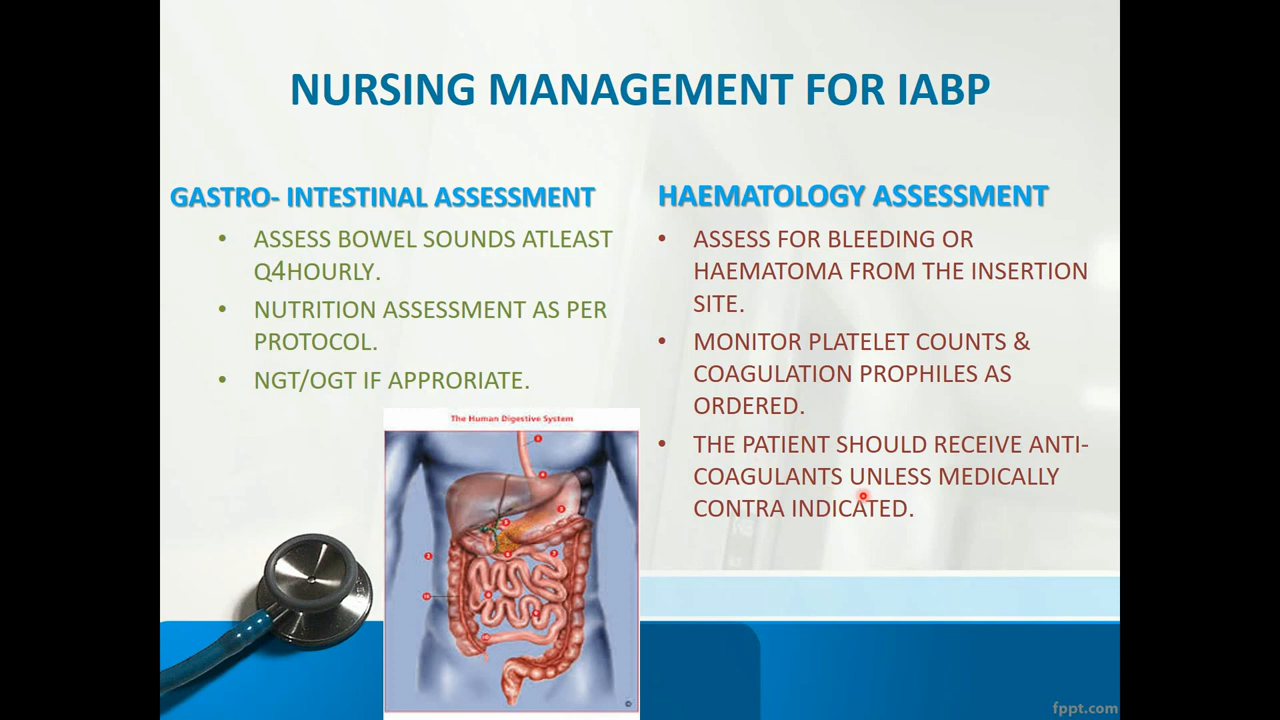 NURSING MANAGEMENT FOR IABP
GASTRO- INTESTINAL ASSESSMENT
• ASSESS BOWEL SOUNDS ATLEAST
Q4HOURLY.
• NUTRITION ASSESSMENT AS PER
PROTOCOL.
• NGT/OGT IF APPRORIATE.
The Human Digestive System
HAEMATOLOGY ASSESSMENT
• ASSESS FOR BLEEDING OR
HAEMATOMA FROM THE INSERTION
SITE.
• MONITOR PLATELET COUNTS &
COAGULATION PROPHILES AS
ORDERED.
• THE PATIENT SHOULD RECEIVE ANTI-
COAGULANTS UNLESS MEDICALLY
CONTRA INDICATED.
fppt.com